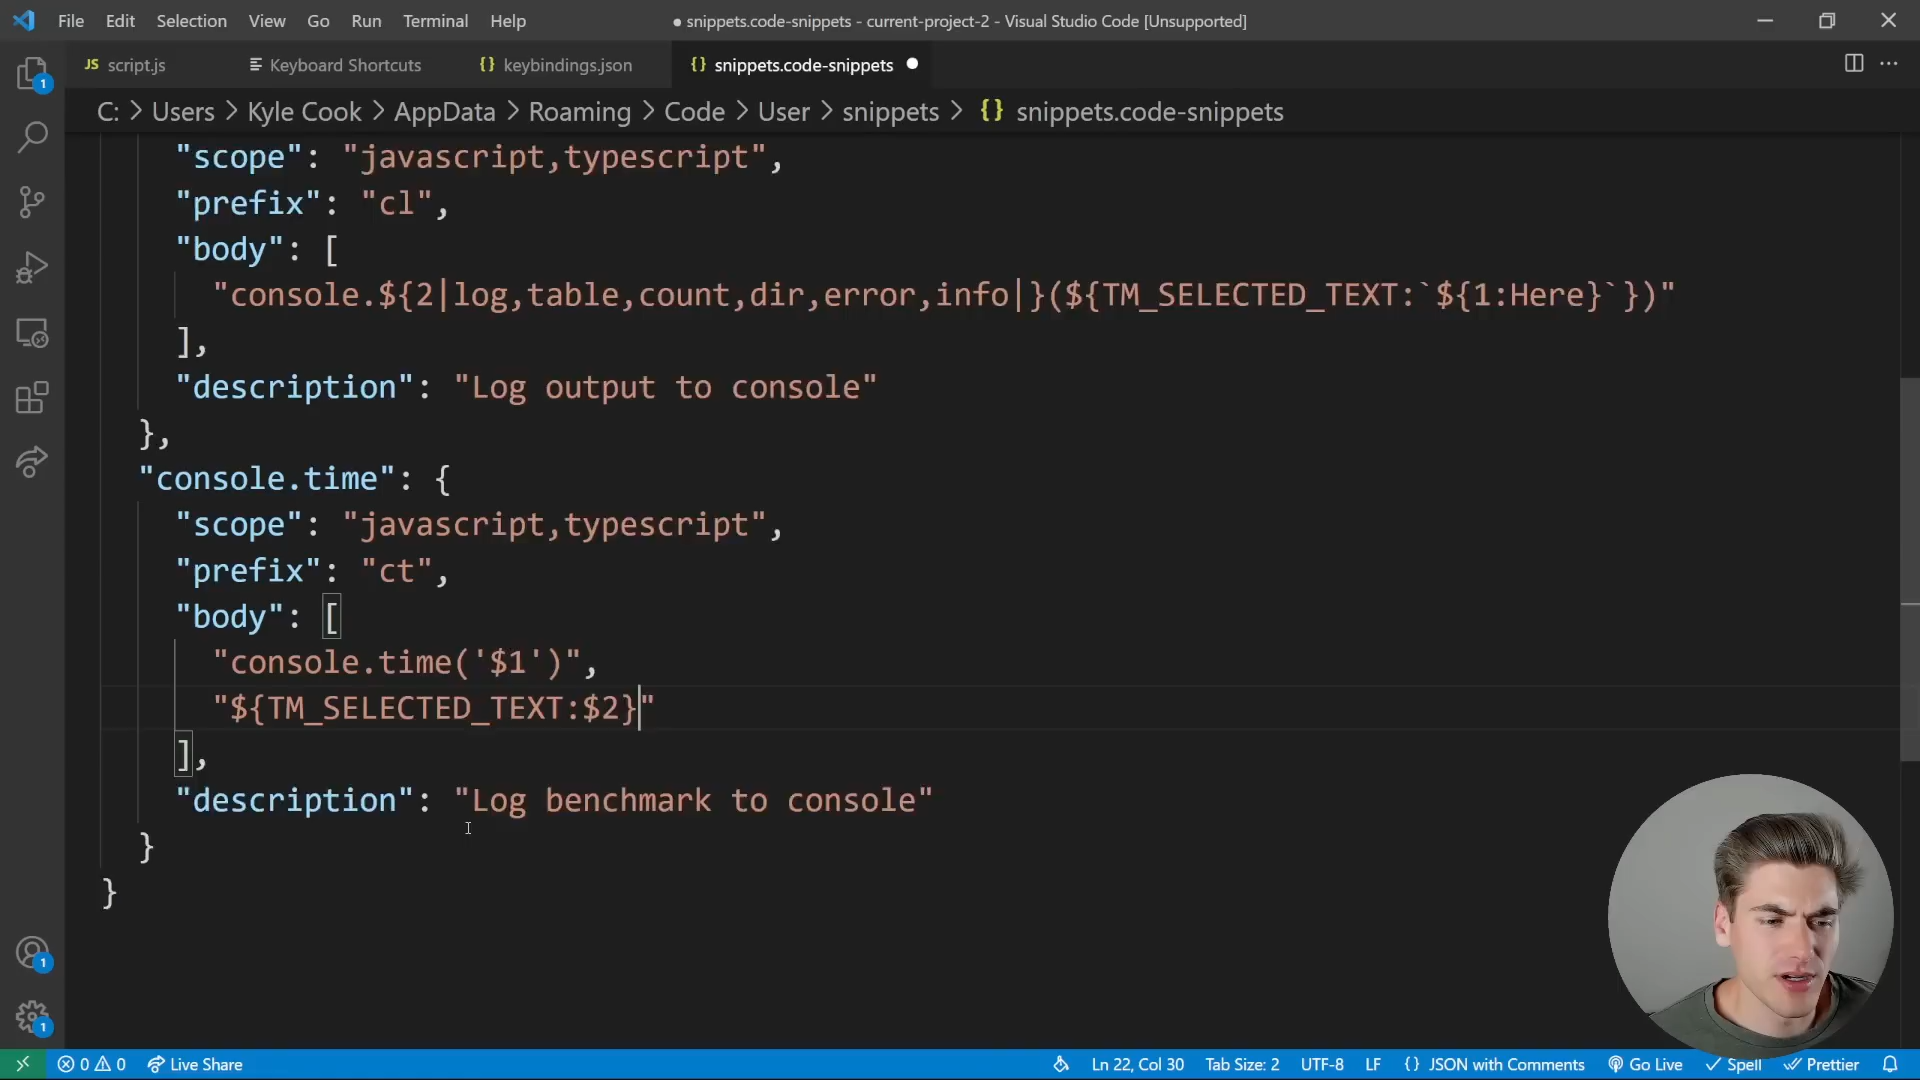 File Edit Selection View Go Run Terminal Help
● snippets.code-snippets - current-project-2 - Visual Studio Code [Unsupported]
JS script.js
Keyboard Shortcuts
{} keybindings.json
{} snippets.code-snippets
C: > Users > Kyle Cook > AppData > Roaming > Code > User > snippets > {} snippets.code-snippets
"scope": "javascript,typescript",
"prefix": "cl",
"body": [
"console.${2|log,table,count,dir,error,info|}(${TM_SELECTED_TEXT:`${1:Here}`})"
],
"description": "Log output to console"
},
"console.time": {
"scope": "javascript,typescript",
"prefix": "ct",
"body": [
"console.time('$1')",
"${TM_SELECTED_TEXT:$2}"
],
"description": "Log benchmark to console"
}
}
1
1
1
0 0 Live Share
Ln 22, Col 30 Tab Size: 2 UTF-8 LF {} JSON with Comments Go Live Spell Prettier